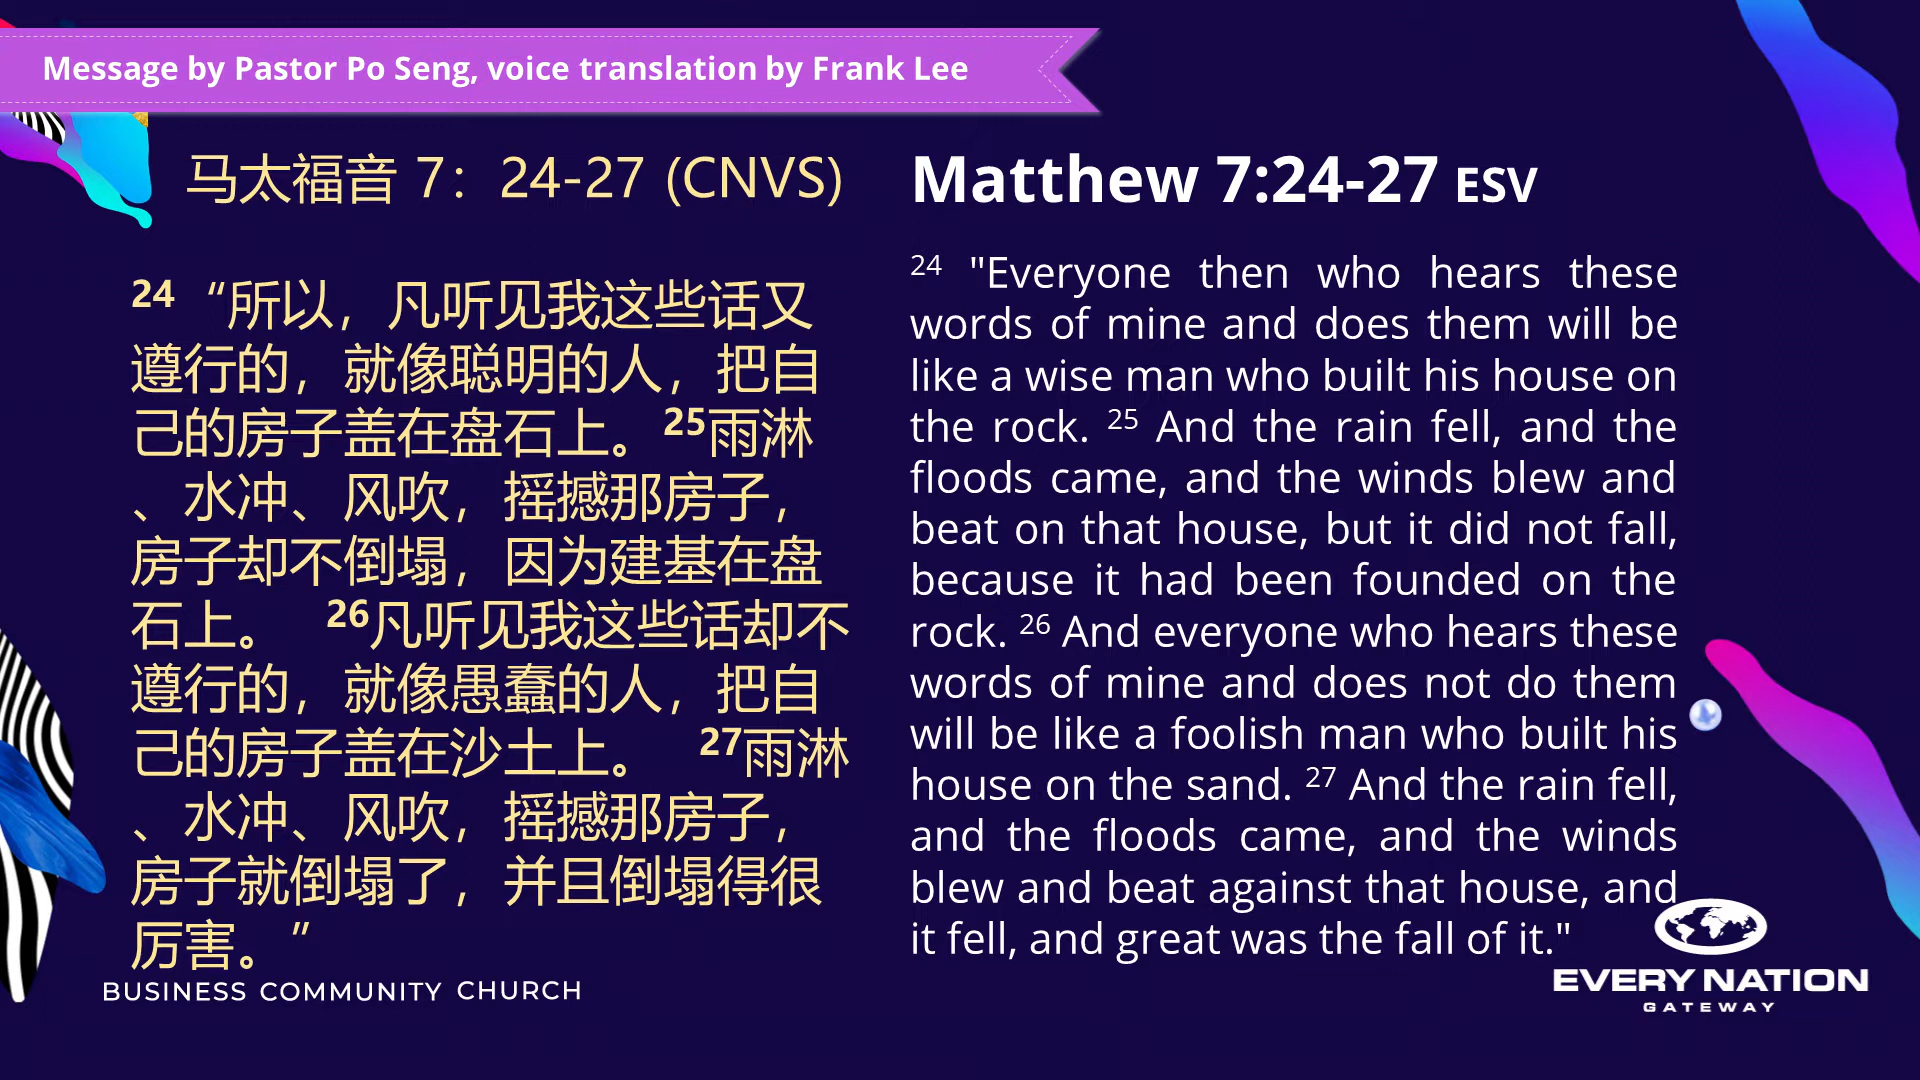 Message by Pastor Po Seng, voice translation by Frank Lee
马太福音 7：24-27 (CNVS)
24 “所以，凡听见我这些话又
遵行的，就像聪明的人，把自
己的房子盖在盘石上。25雨淋
、水冲、风吹，摇撼那房子，
房子却不倒塌，因为建基在盘
石上。 26凡听见我这些话却不
遵行的，就像愚蠢的人，把自
己的房子盖在沙土上。 27雨淋
、水冲、风吹，摇撼那房子，
房子就倒塌了，并且倒塌得很
厉害。”
Matthew 7:24-27 ESV
24 "Everyone then who hears these
words of mine and does them will be
like a wise man who built his house on
the rock. 25 And the rain fell, and the
floods came, and the winds blew and
beat on that house, but it did not fall,
because it had been founded on the
rock. 26 And everyone who hears these
words of mine and does not do them
will be like a foolish man who built his
house on the sand. 27 And the rain fell,
and the floods came, and the winds
blew and beat against that house, and
it fell, and great was the fall of it."
BUSINESS COMMUNITY CHURCH
EVERY NATION
GATEWAY